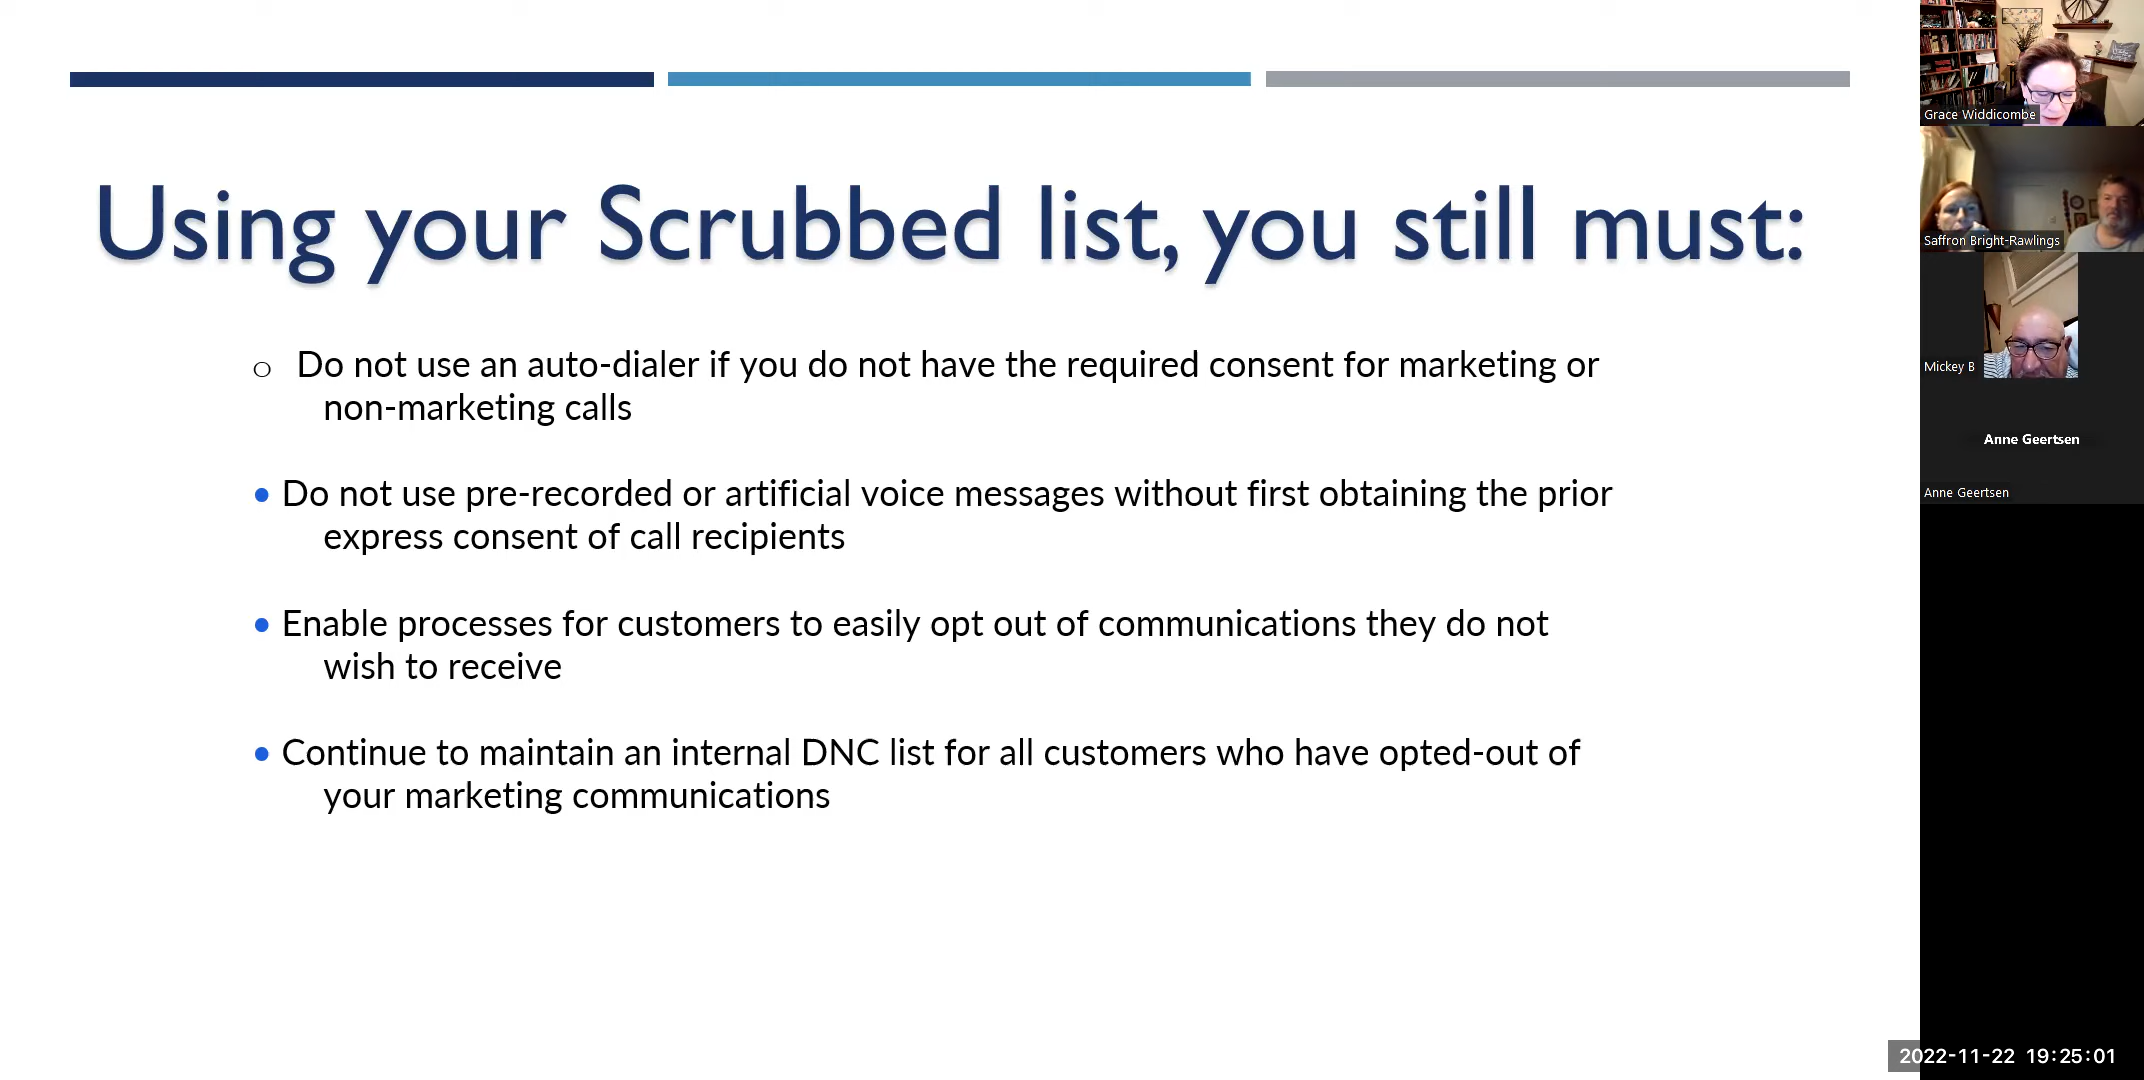 Using your Scrubbed list, you still must:
o Do not use an auto-dialer if you do not have the required consent for marketing or
non-marketing calls
• Do not use pre-recorded or artificial voice messages without first obtaining the prior
express consent of call recipients
• Enable processes for customers to easily opt out of communications they do not
wish to receive
• Continue to maintain an internal DNC list for all customers who have opted-out of
your marketing communications
Grace Widdicombe
Saffron Bright-Rawlings
Mickey B
Anne Geertsen
Anne Geertsen
2022-11-22 19:25:01